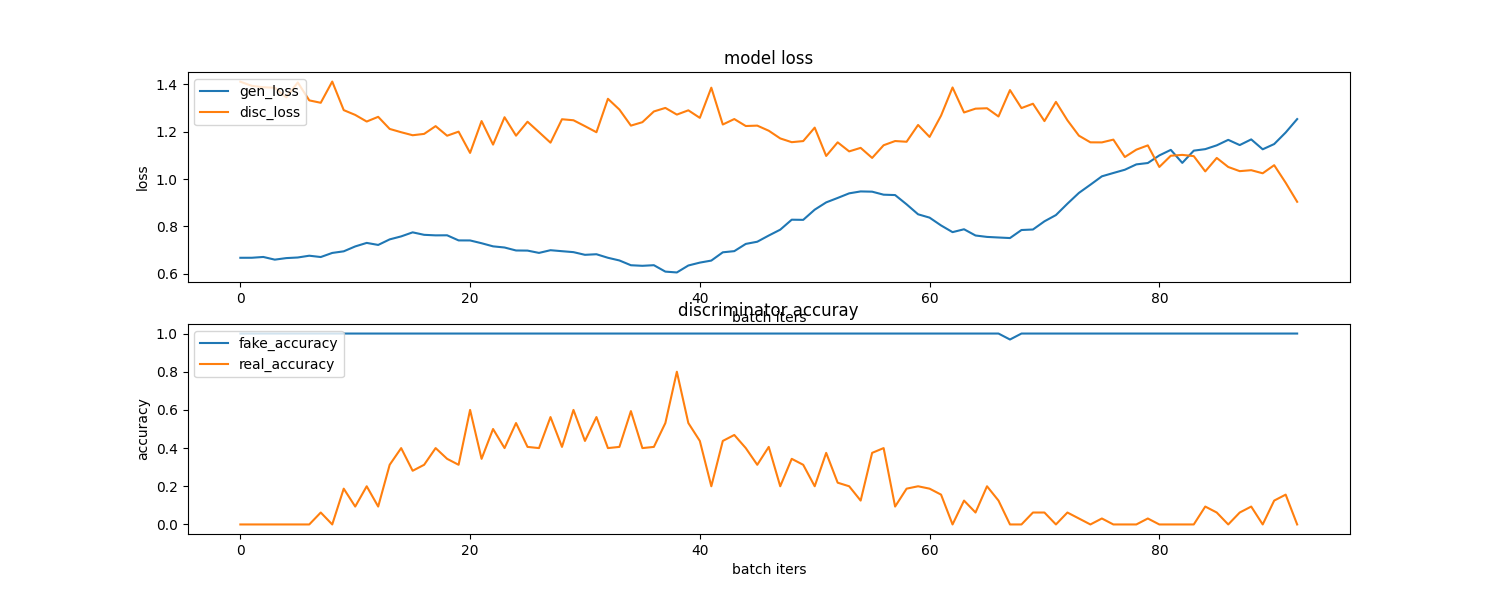 model loss
1.4
1.2
1.0
0.8
0.6
loss
gen_loss
disc_loss
0 20 40 60 80
batch iters
discriminator accuray
1.0
0.8
0.6
0.4
0.2
0.0
accuracy
fake_accuracy
real_accuracy
0 20 40 60 80
batch iters